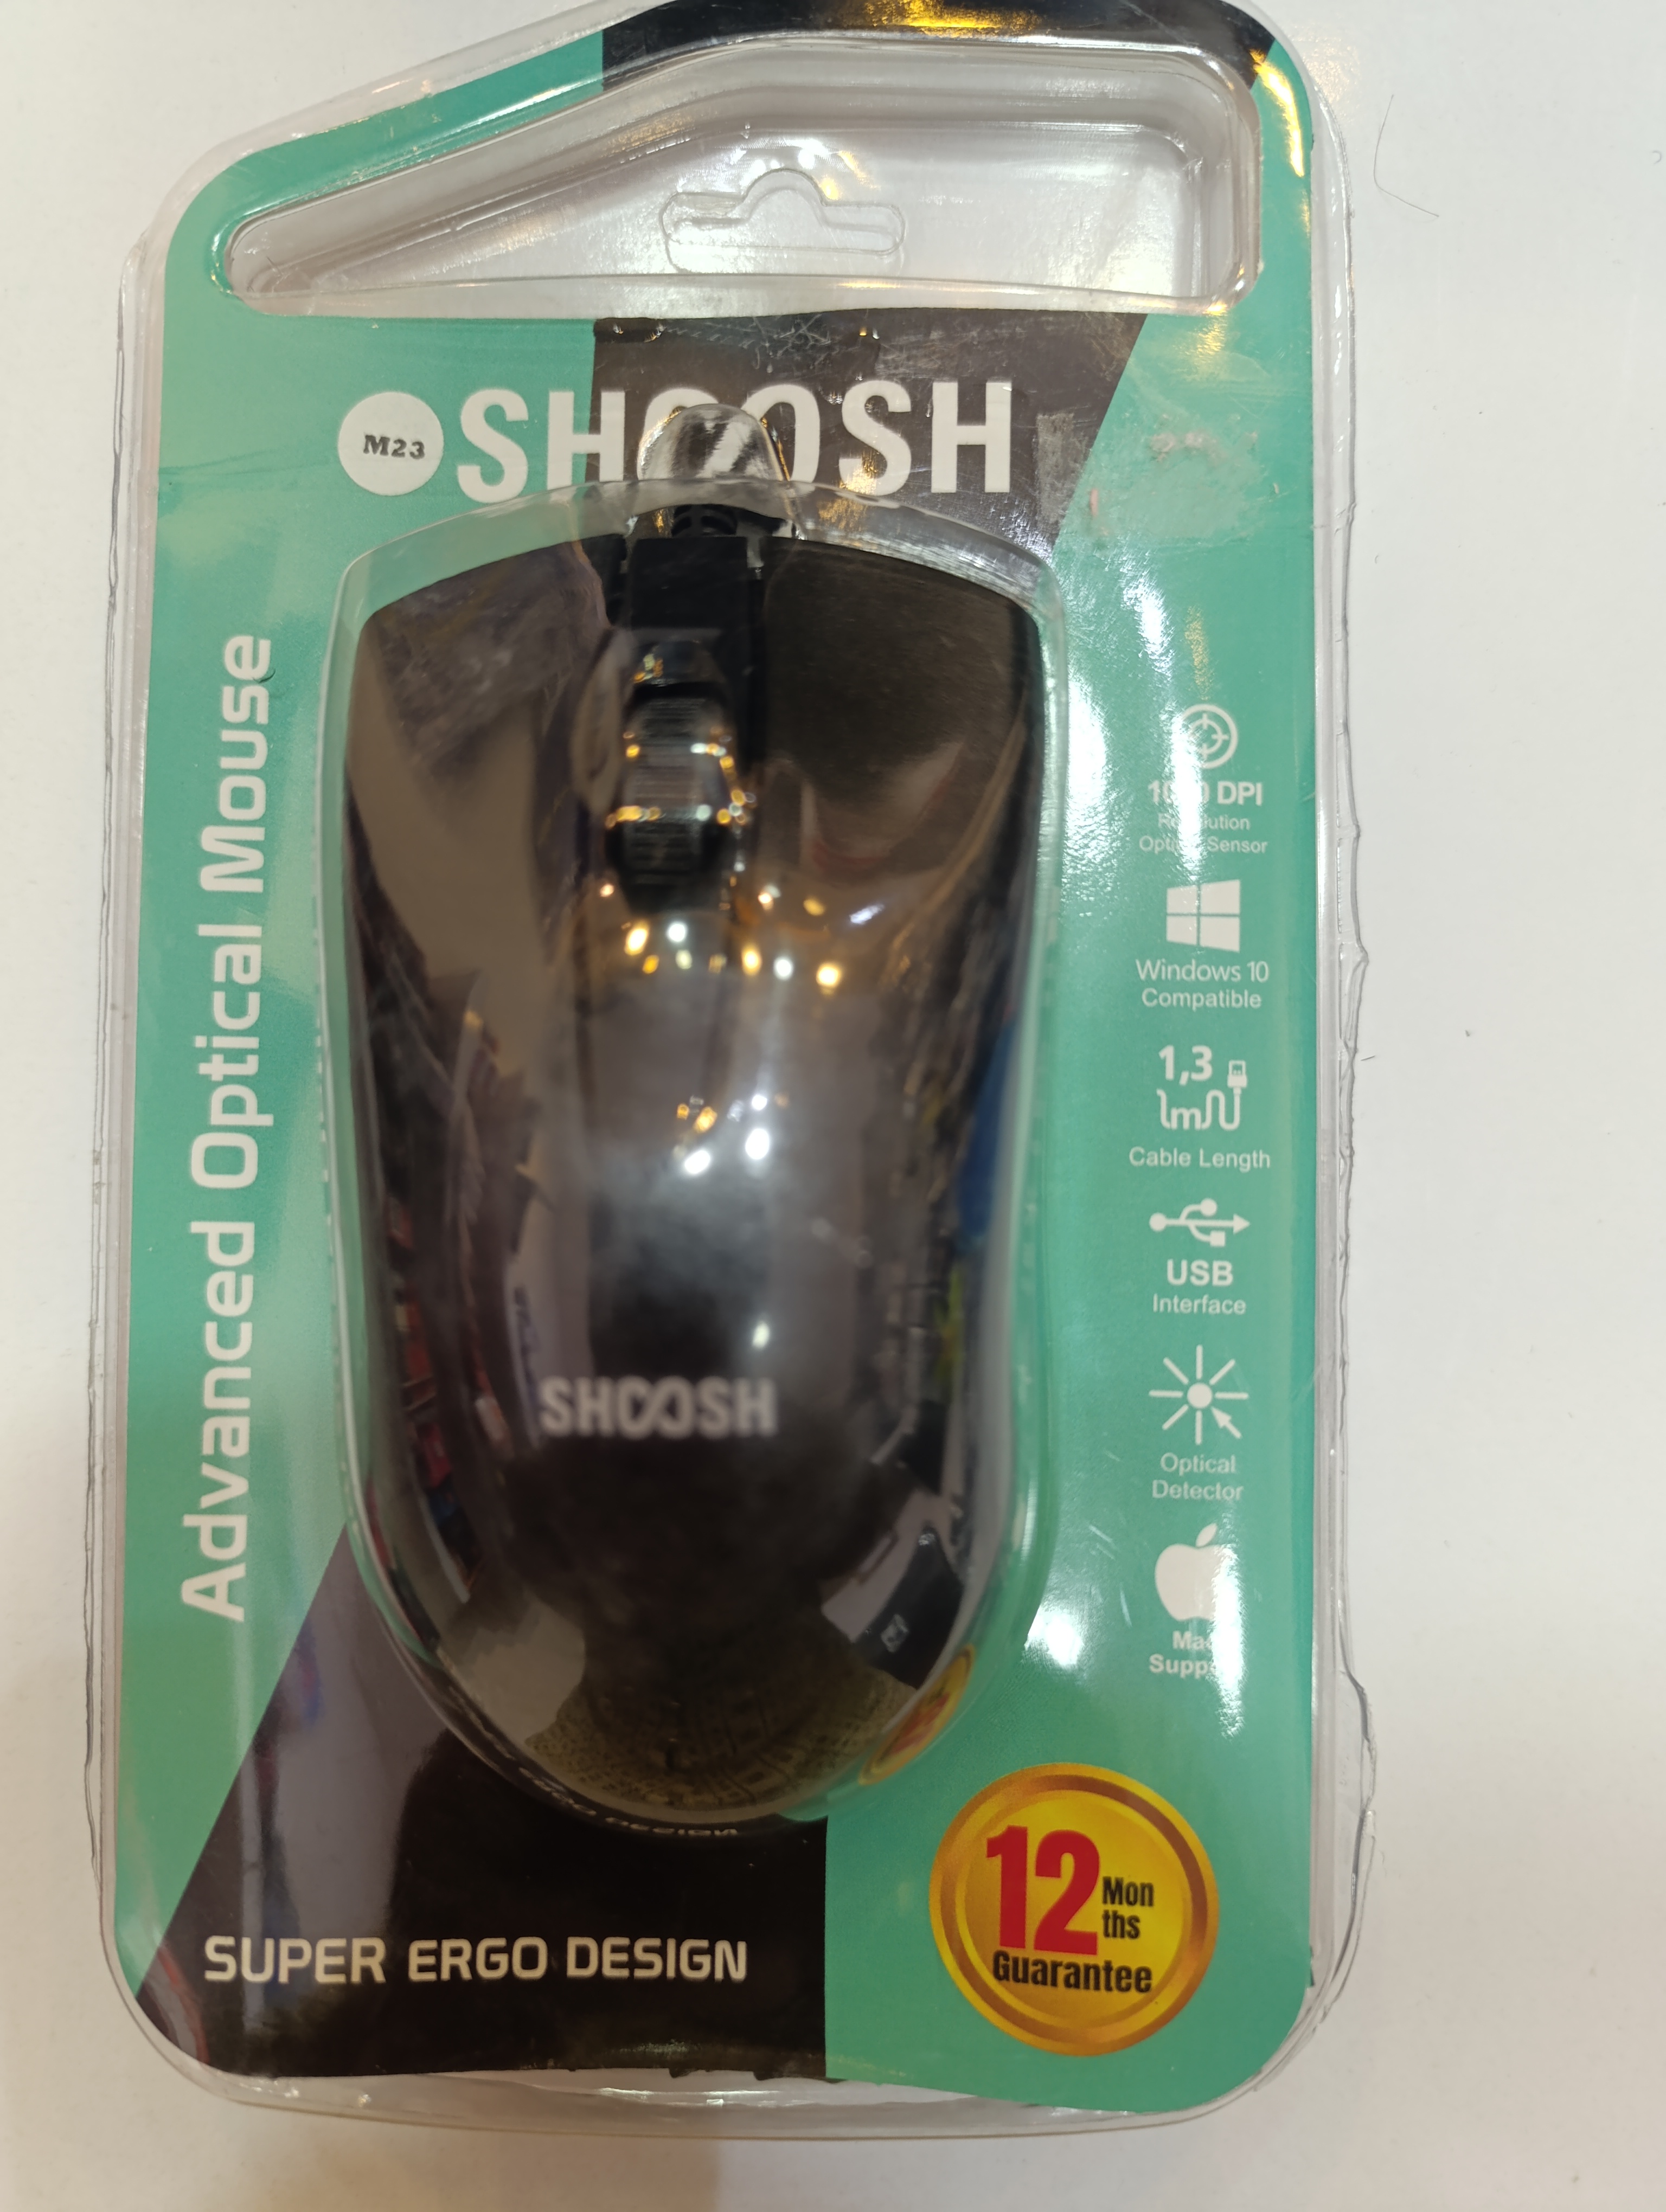 M23
SHOOSH
Advanced Optical Mouse
DPI
Windows 10
Compatible
1,3
m
Cable Length
USB
Interface
Optical
Detector
SHOOSH
SUPER ERGO DESIGN
12
Mon
ths
Guarantee